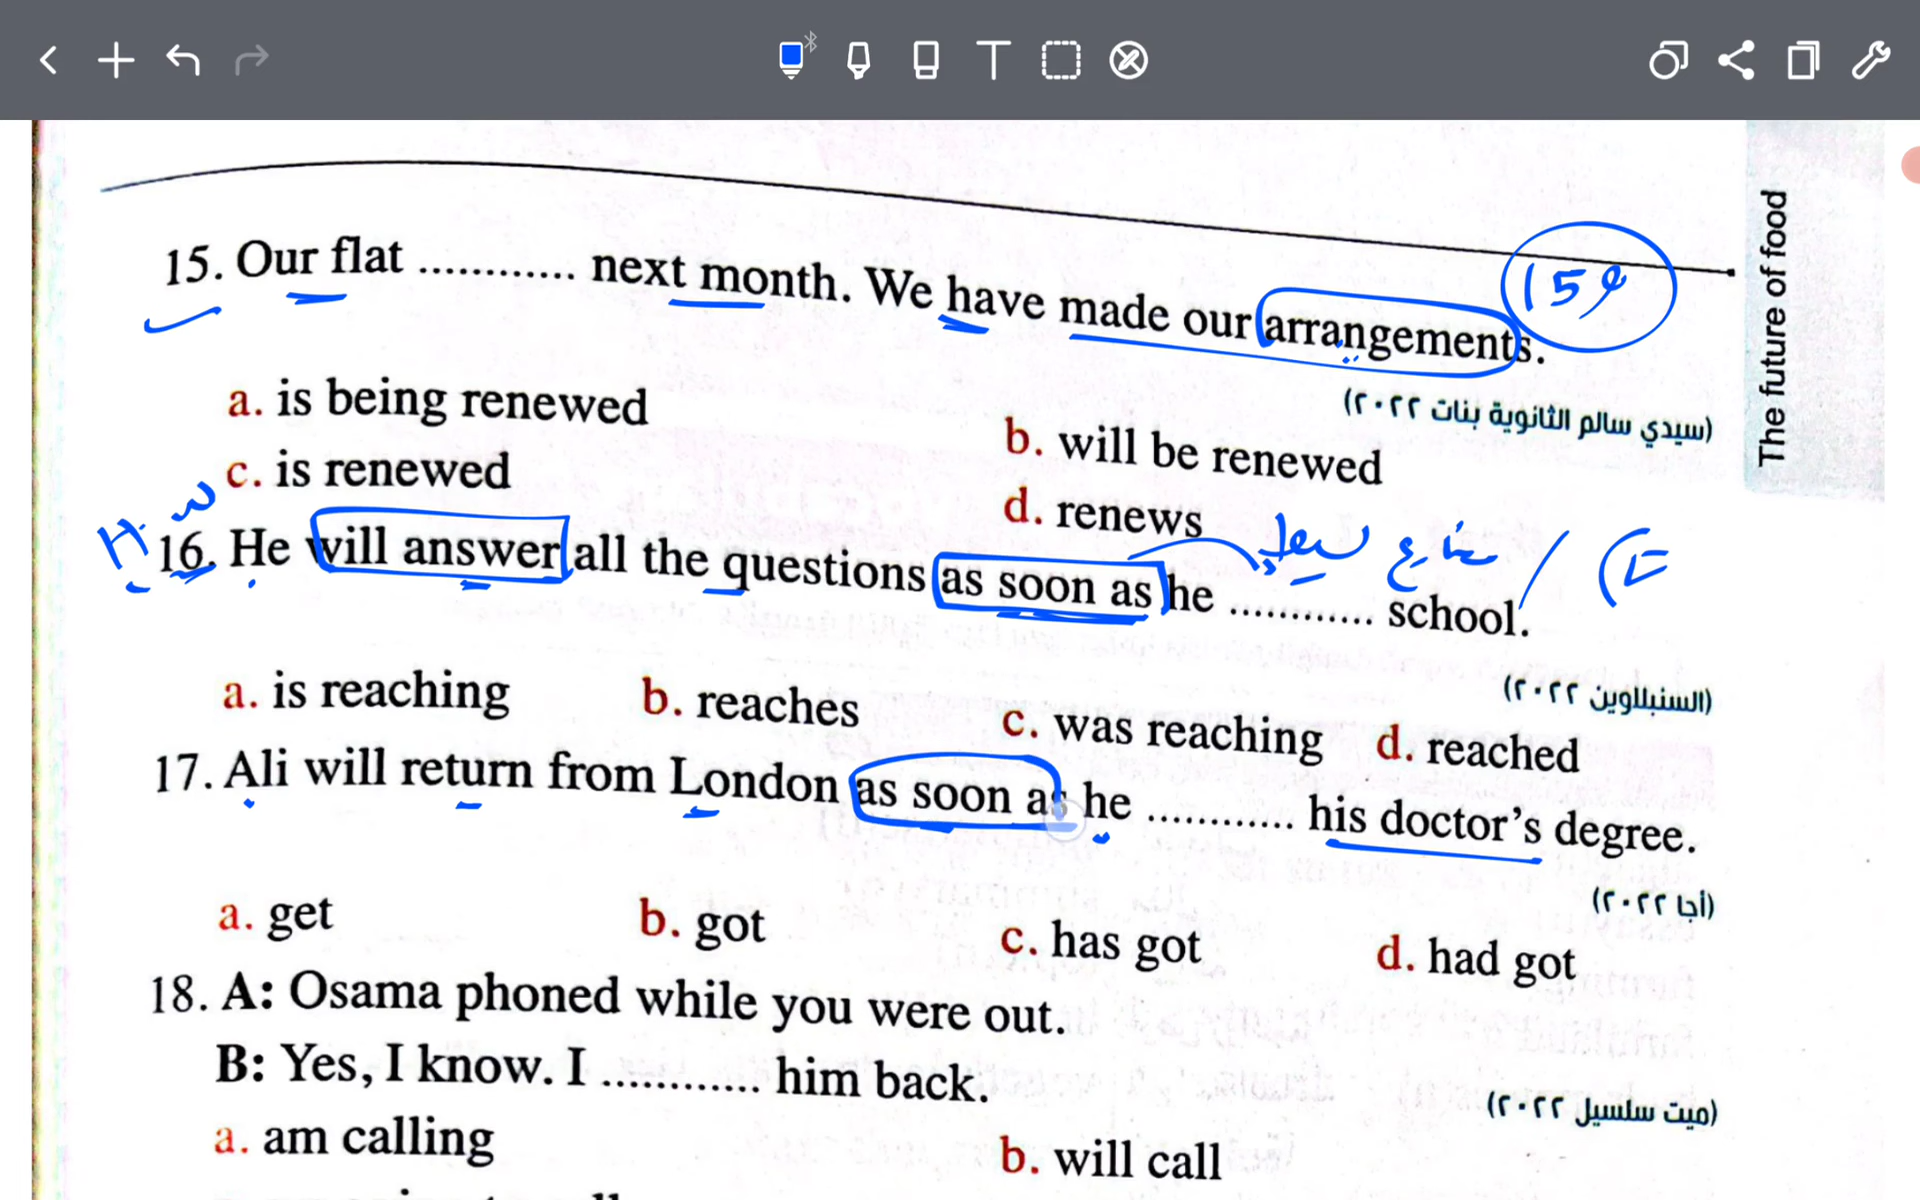 The future of food
15. Our flat ............ next month. We have made our arrangements.
(سيدي سالم الثانوية بنات ٢٠٢٢)
a. is being renewed
b. will be renewed
c. is renewed
d. renews
H.w
16. He will answer all the questions as soon as he ............ school.
(السنبلاوين ٢٠٢٢)
a. is reaching b. reaches c. was reaching d. reached
17. Ali will return from London as soon as he ............ his doctor's degree.
(أجا ٢٠٢٢)
a. get b. got c. has got d. had got
18. A: Osama phoned while you were out.
B: Yes, I know. I ............ him back.
(ميت سلسيل ٢٠٢٢)
a. am calling b. will call